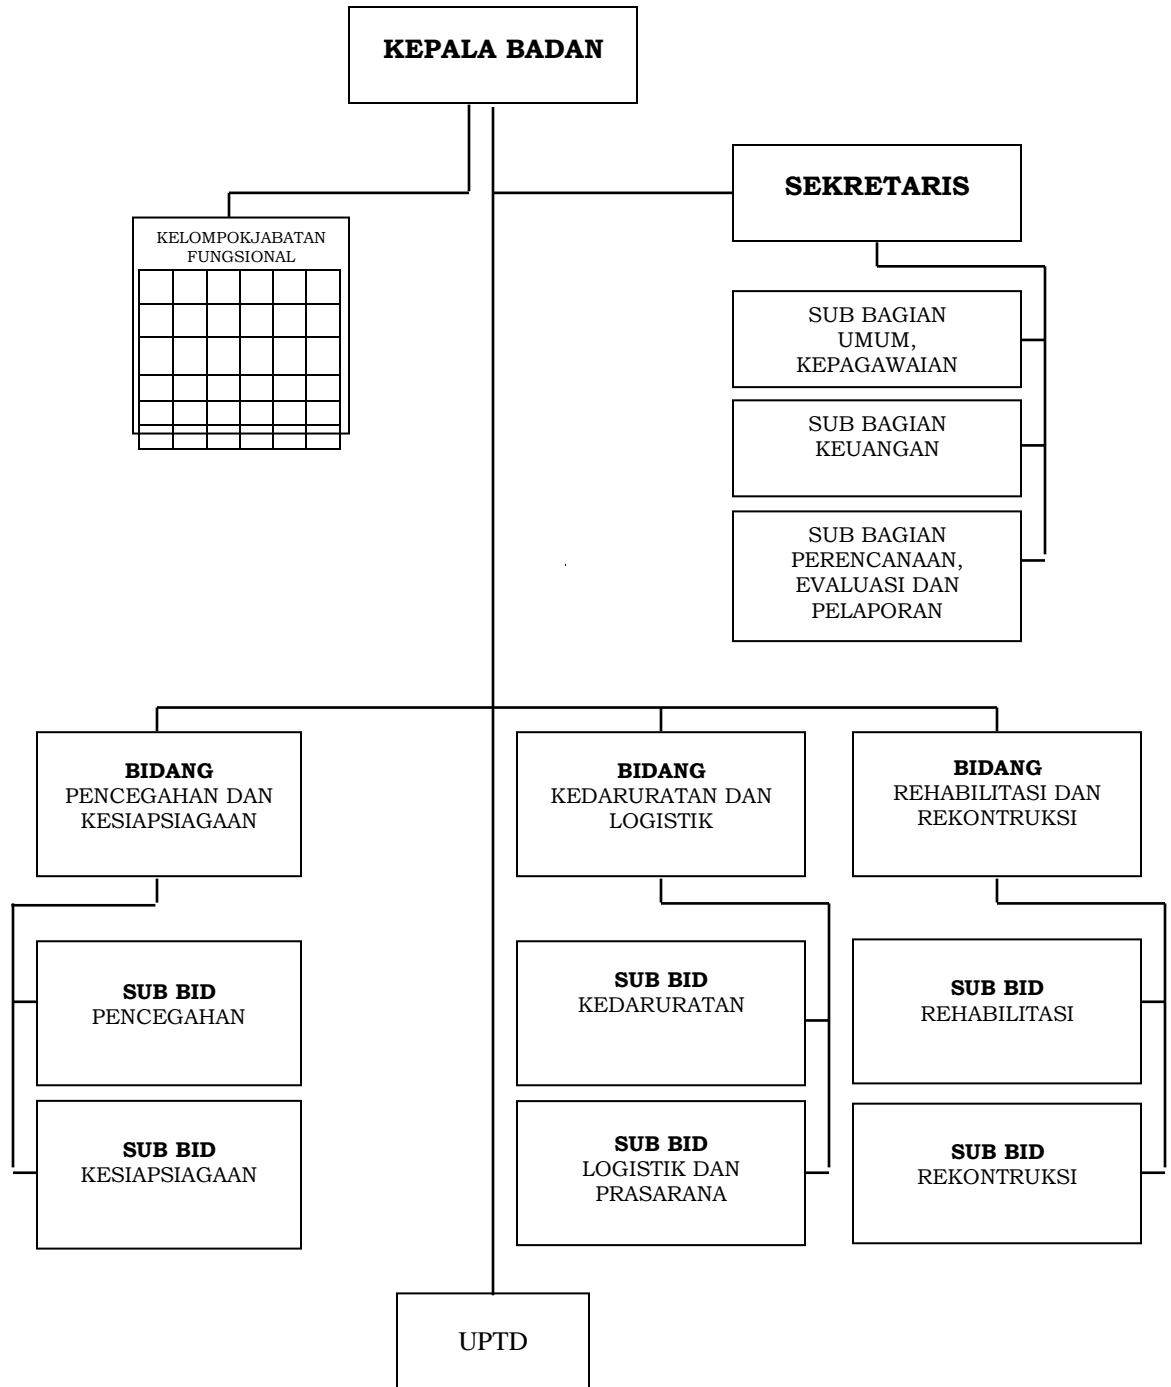 KEPALA BADAN
SEKRETARIS
KELOMPOKJABATAN
FUNGSIONAL
SUB BAGIAN
UMUM,
KEPAGAWAIAN
SUB BAGIAN
KEUANGAN
SUB BAGIAN
PERENCANAAN,
EVALUASI DAN
PELAPORAN
BIDANG
PENCEGAHAN DAN
KESIAPSIAGAAN
BIDANG
KEDARURATAN DAN
LOGISTIK
BIDANG
REHABILITASI DAN
REKONTRUKSI
SUB BID
PENCEGAHAN
SUB BID
KEDARURATAN
SUB BID
REHABILITASI
SUB BID
KESIAPSIAGAAN
SUB BID
LOGISTIK DAN
PRASARANA
SUB BID
REKONTRUKSI
UPTD